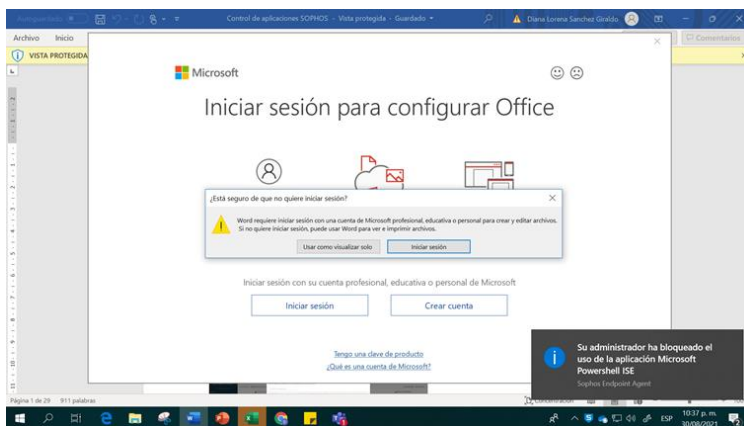 Control de aplicaciones SOPHOS - Vista protegida - Guardado
Diana Lorena Sanchez Giraldo
Archivo
Inicio
Comentarios
VISTA PROTEGIDA
Microsoft
Iniciar sesión para configurar Office
¿Está seguro de que no quiere iniciar sesión?
Word requiere iniciar sesión con una cuenta de Microsoft profesional, educativa o personal para crear y editar archivos.
Si no quiere iniciar sesión, puede usar Word para ver e imprimir archivos.
Usar como visualizar solo
Iniciar sesión
Iniciar sesión con su cuenta profesional, educativa o personal de Microsoft
Iniciar sesión
Crear cuenta
Tengo una clave de producto
¿Qué es una cuenta de Microsoft?
Su administrador ha bloqueado el
uso de la aplicación Microsoft
Powershell ISE
Sophos Endpoint Agent
Página 1 de 29
911 palabras
ESP
10:37 p. m.
30/08/2021